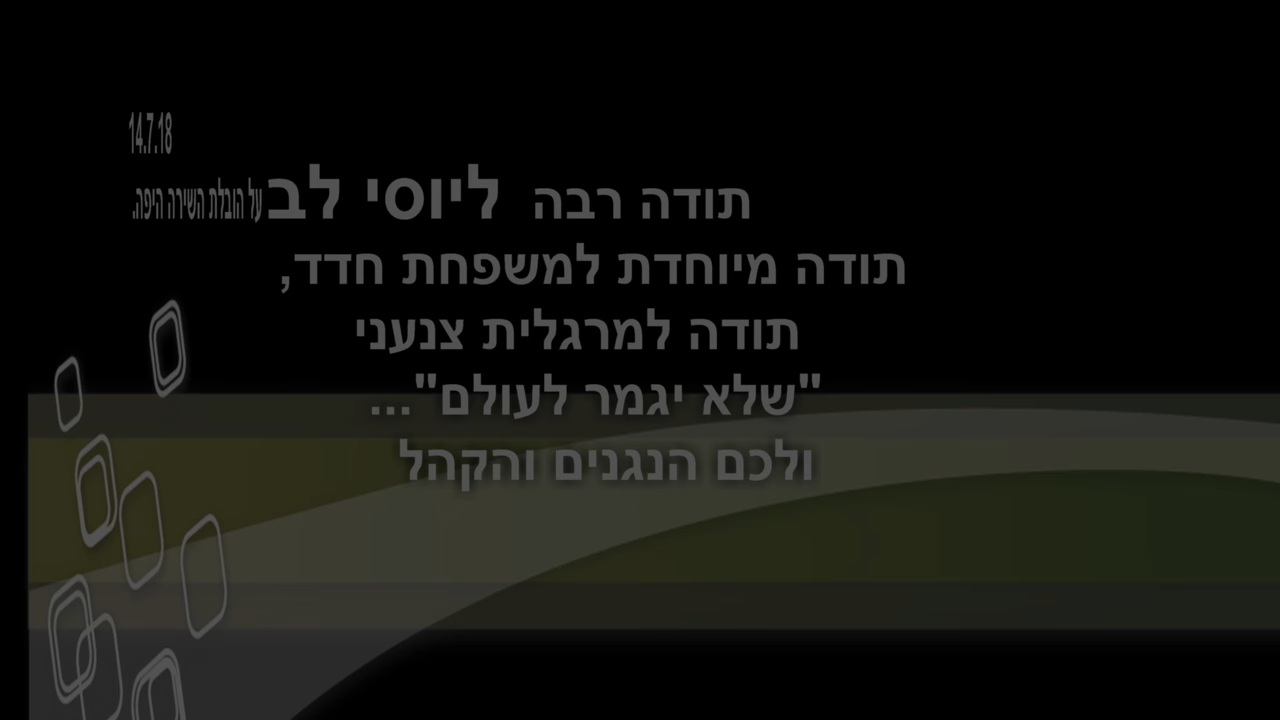 14.7.18
תודה רבה ליוסי לב על הובלת השירה היפה.
תודה מיוחדת למשפחת חדד,
תודה למרגלית צנעני
"שלא יגמר לעולם"...
ולכם הנגנים והקהל